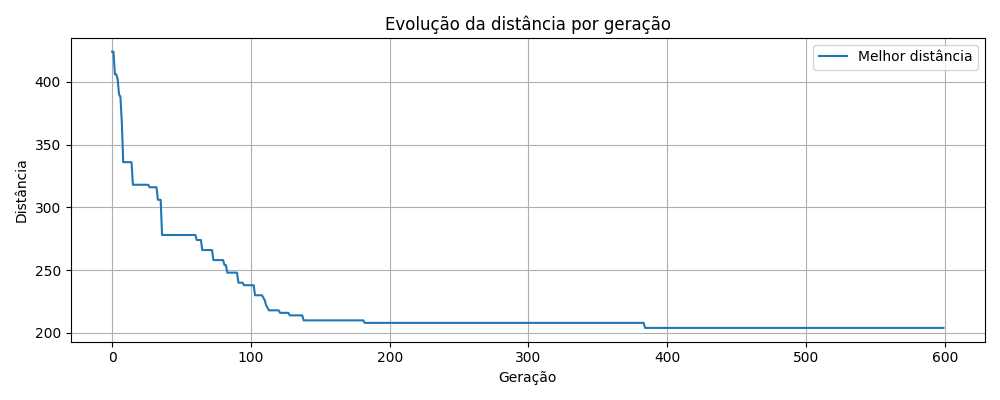 Evolução da distância por geração
Melhor distância
Distância
400
350
300
250
200
0 100 200 300 400 500 600
Geração